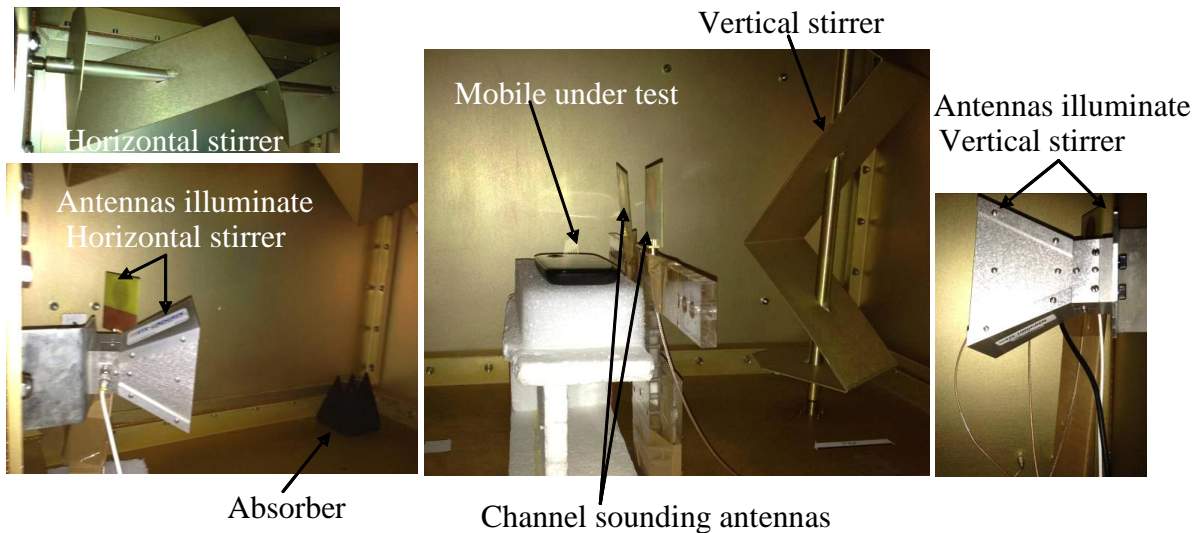 Horizontal stirrer
Antennas illuminate
Horizontal stirrer
Absorber
Vertical stirrer
Mobile under test
Channel sounding antennas
Antennas illuminate
Vertical stirrer